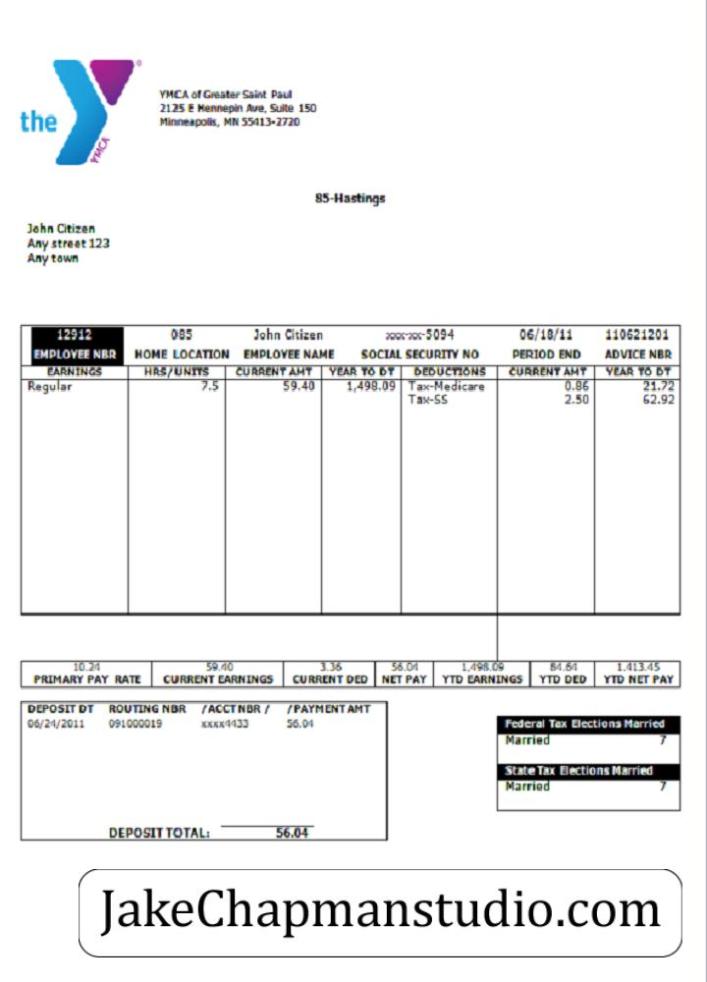 the
YMCA
YMCA of Greater Saint Paul
2125 E Hennepin Ave, Suite 150
Minneapolis, MN 55413-2720
85-Hastings
John Citizen
Any street 123
Any town
12912 085 John Citizen xxx-xx-5094 06/18/11 110621201
EMPLOYEE NBR HOME LOCATION EMPLOYEE NAME SOCIAL SECURITY NO PERIOD END ADVICE NBR
EARNINGS HRS/UNITS CURRENT AMT YEAR TO DT DEDUCTIONS CURRENT AMT YEAR TO DT
Regular 7.5 59.40 1,498.09 Tax-Medicare 0.86 21.72
Tax-SS 2.50 62.92
10.24 59.40 3.36 56.04 1,498.09 84.64 1,413.45
PRIMARY PAY RATE CURRENT EARNINGS CURRENT DED NET PAY YTD EARNINGS YTD DED YTD NET PAY
DEPOSIT DT ROUTING NBR /ACCT NBR / /PAYMENT AMT
06/24/2011 091000019 xxxx4433 56.04
DEPOSIT TOTAL: 56.04
Federal Tax Elections Married
Married 7
State Tax Elections Married
Married 7
JakeChapmanstudio.com